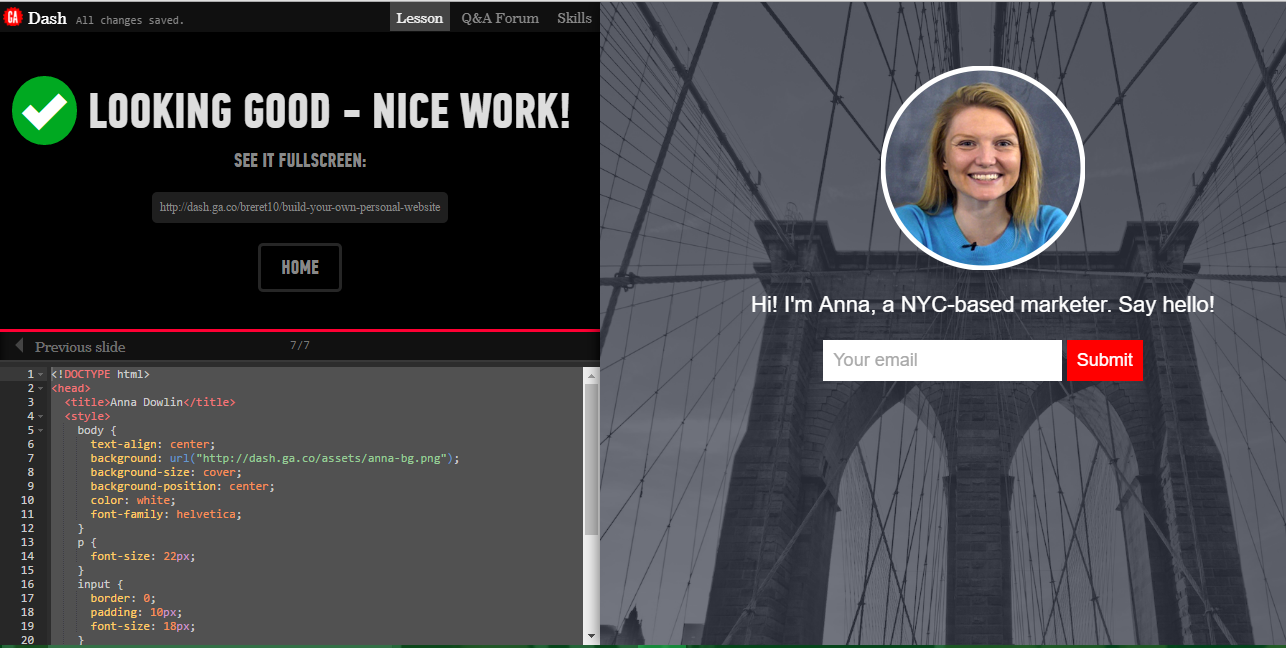 GA Dash All changes saved. Lesson Q&A Forum Skills
LOOKING GOOD - NICE WORK!
SEE IT FULLSCREEN:
http://dash.ga.co/breret10/build-your-own-personal-website
HOME
Previous slide 7/7
1 <!DOCTYPE html>
2 <head>
3 <title>Anna Dowlin</title>
4 <style>
5 body {
6 text-align: center;
7 background: url("http://dash.ga.co/assets/anna-bg.png");
8 background-size: cover;
9 background-position: center;
10 color: white;
11 font-family: helvetica;
12 }
13 p {
14 font-size: 22px;
15 }
16 input {
17 border: 0;
18 padding: 10px;
19 font-size: 18px;
20 }
Hi! I'm Anna, a NYC-based marketer. Say hello!
Your email Submit